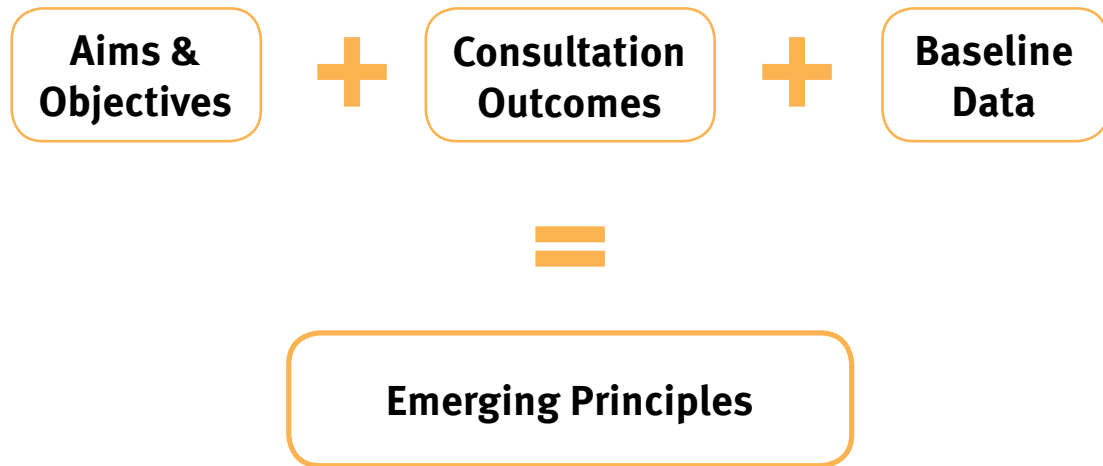 Aims &
Objectives
+
Consultation
Outcomes
+
Baseline
Data
=
Emerging Principles